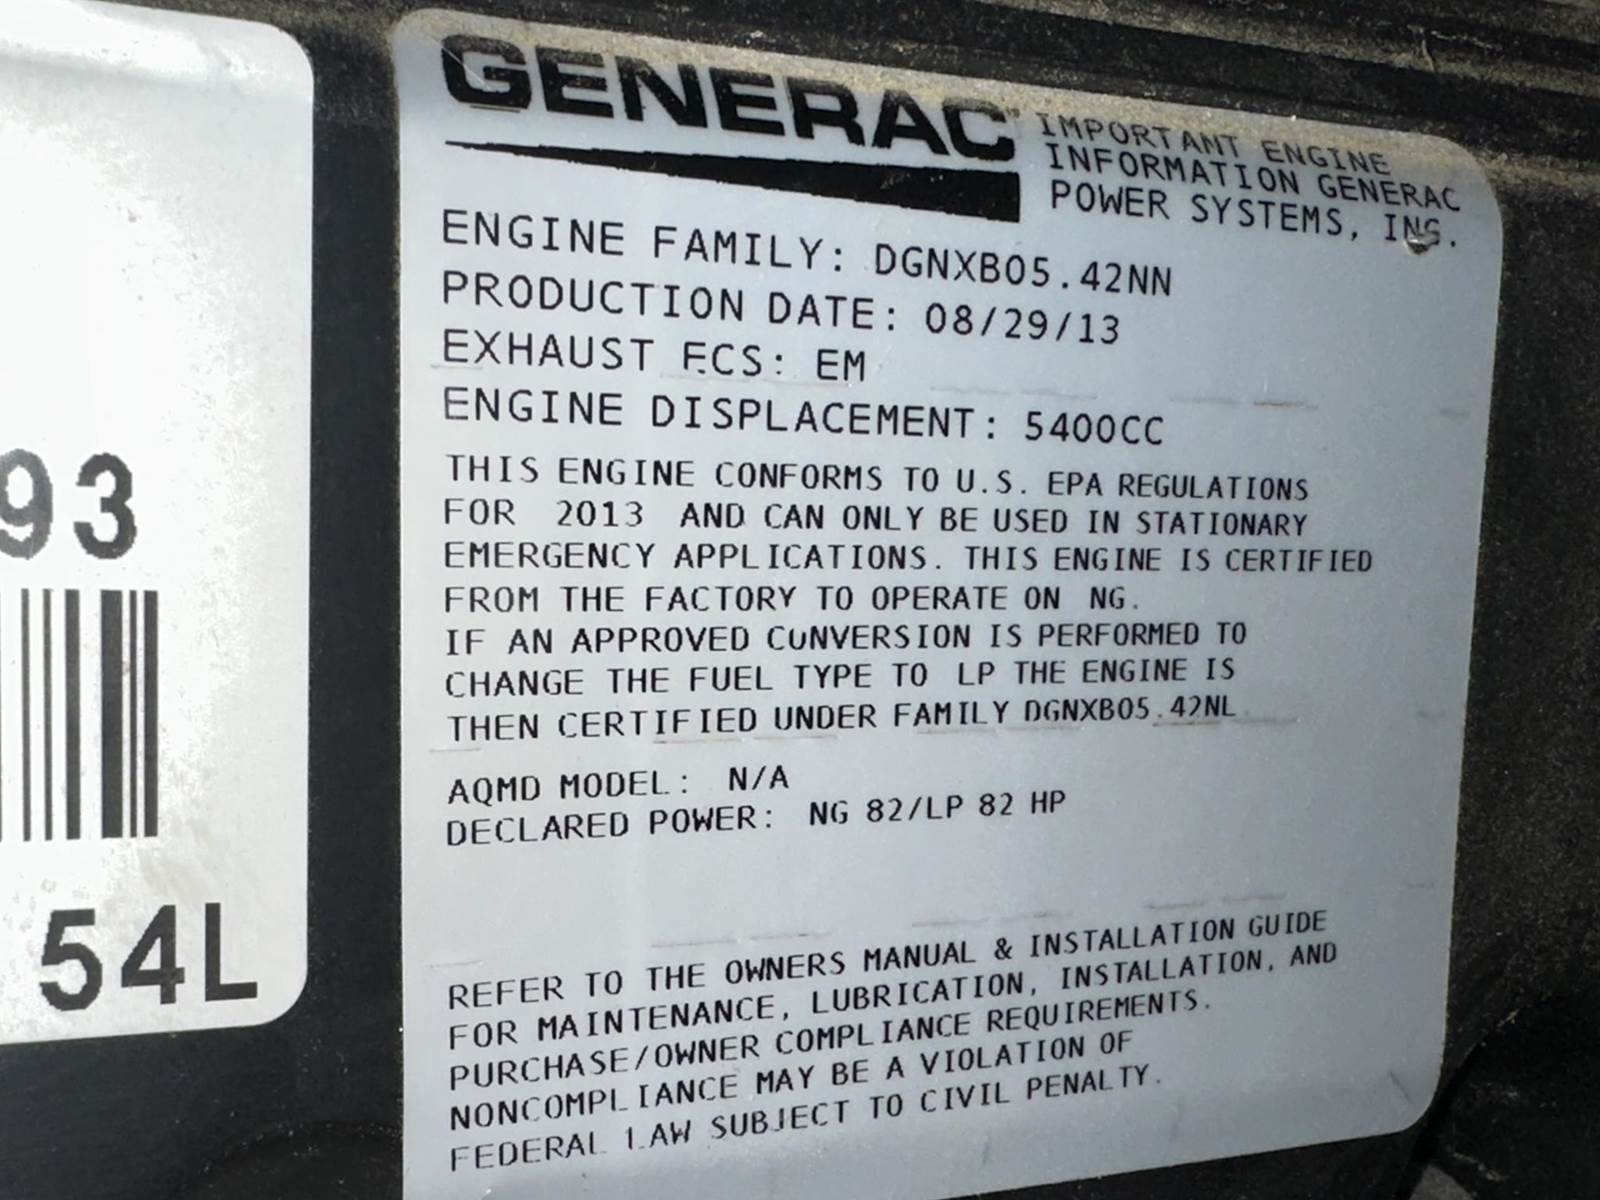 GENERAC
IMPORTANT ENGINE
INFORMATION GENERAC
POWER SYSTEMS, INC.
ENGINE FAMILY: DGNXB05.42NN
PRODUCTION DATE: 08/29/13
EXHAUST ECS: EM
ENGINE DISPLACEMENT: 5400CC
THIS ENGINE CONFORMS TO U.S. EPA REGULATIONS
FOR 2013 AND CAN ONLY BE USED IN STATIONARY
EMERGENCY APPLICATIONS. THIS ENGINE IS CERTIFIED
FROM THE FACTORY TO OPERATE ON NG.
IF AN APPROVED CONVERSION IS PERFORMED TO
CHANGE THE FUEL TYPE TO LP THE ENGINE IS
THEN CERTIFIED UNDER FAMILY DGNXB05.42NL
AQMD MODEL: N/A
DECLARED POWER: NG 82/LP 82 HP
REFER TO THE OWNERS MANUAL & INSTALLATION GUIDE
FOR MAINTENANCE, LUBRICATION, INSTALLATION, AND
PURCHASE/OWNER COMPLIANCE REQUIREMENTS.
NONCOMPLIANCE MAY BE A VIOLATION OF
FEDERAL LAW SUBJECT TO CIVIL PENALTY.
93
54L